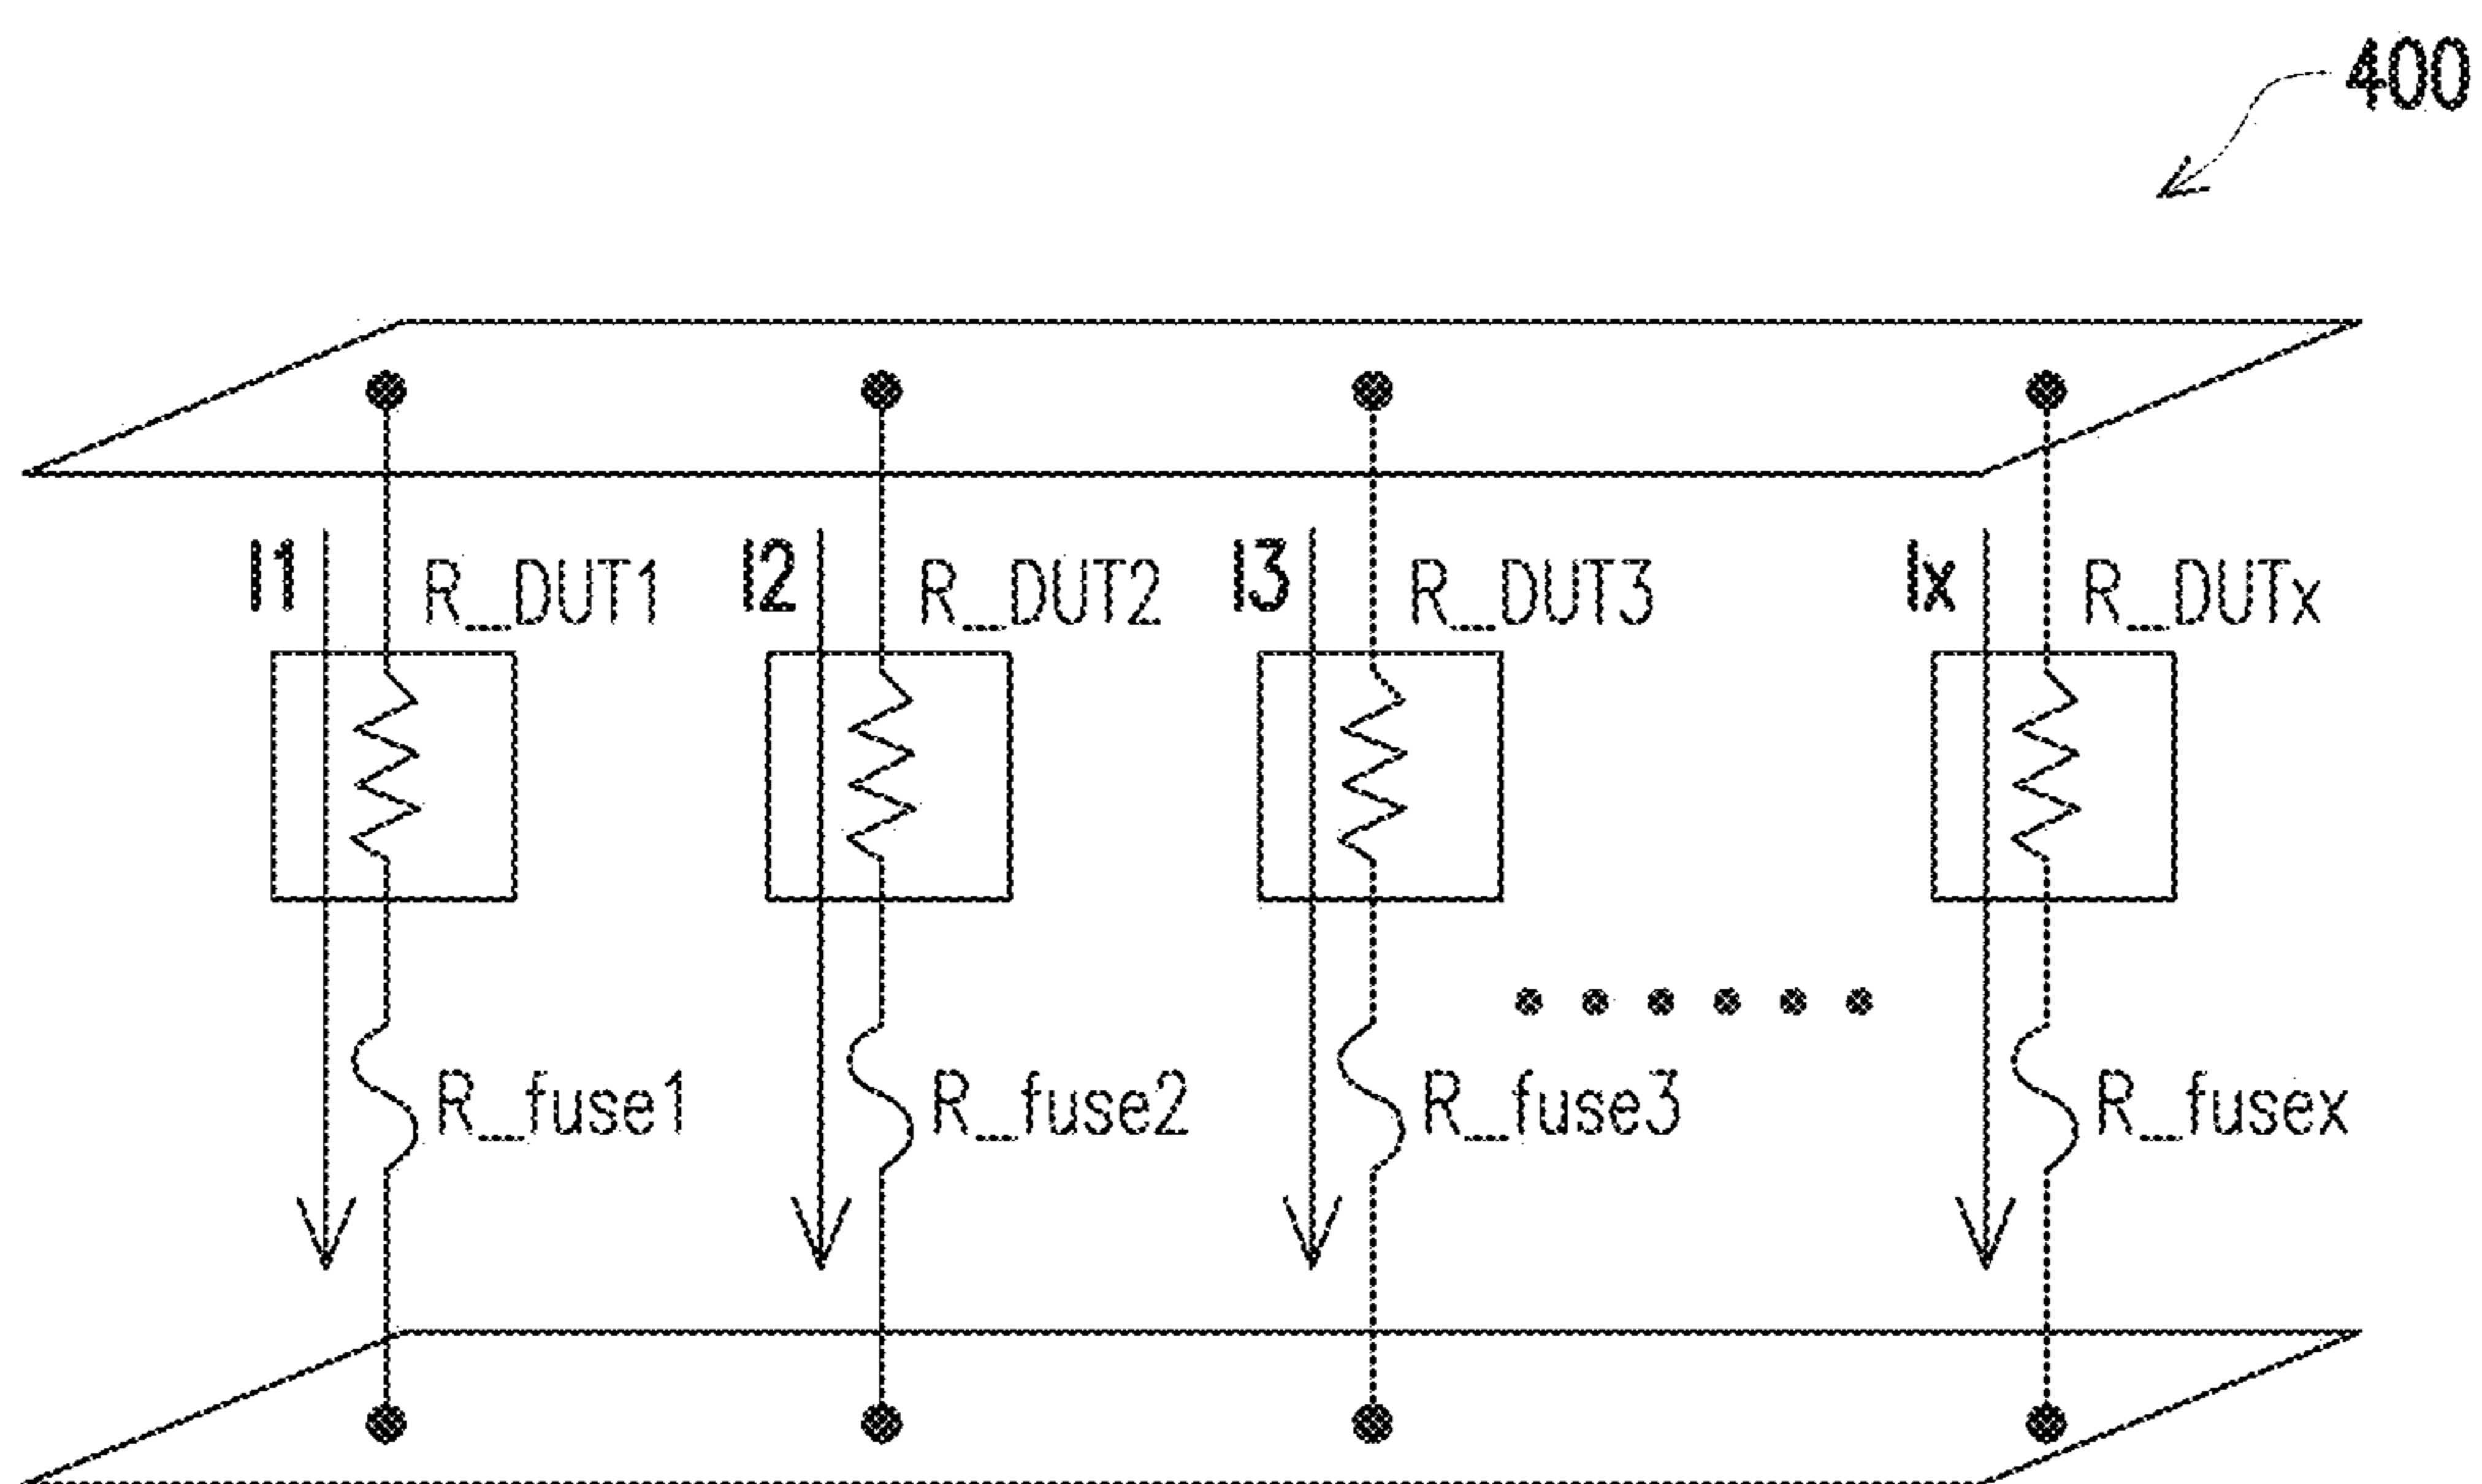 400
I1 R_DUT1 I2 R_DUT2 I3 R_DUT3 Ix R_DUTx
R_fuse1 R_fuse2 R_fuse3 R_fusex